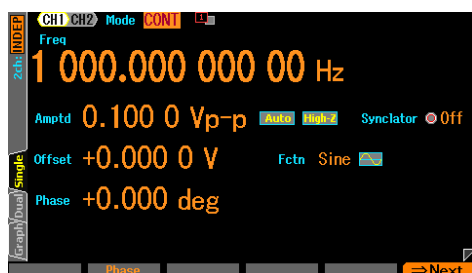 CH1 CH2 Mode CONT 1
2ch: INDEP
Freq
1 000.000 000 00 Hz
Amptd 0.100 0 Vp-p Auto High-Z Synclator Off
Offset +0.000 0 V Fctn Sine
Phase +0.000 deg
Single
Dual
Graph
Phase
⇒Next